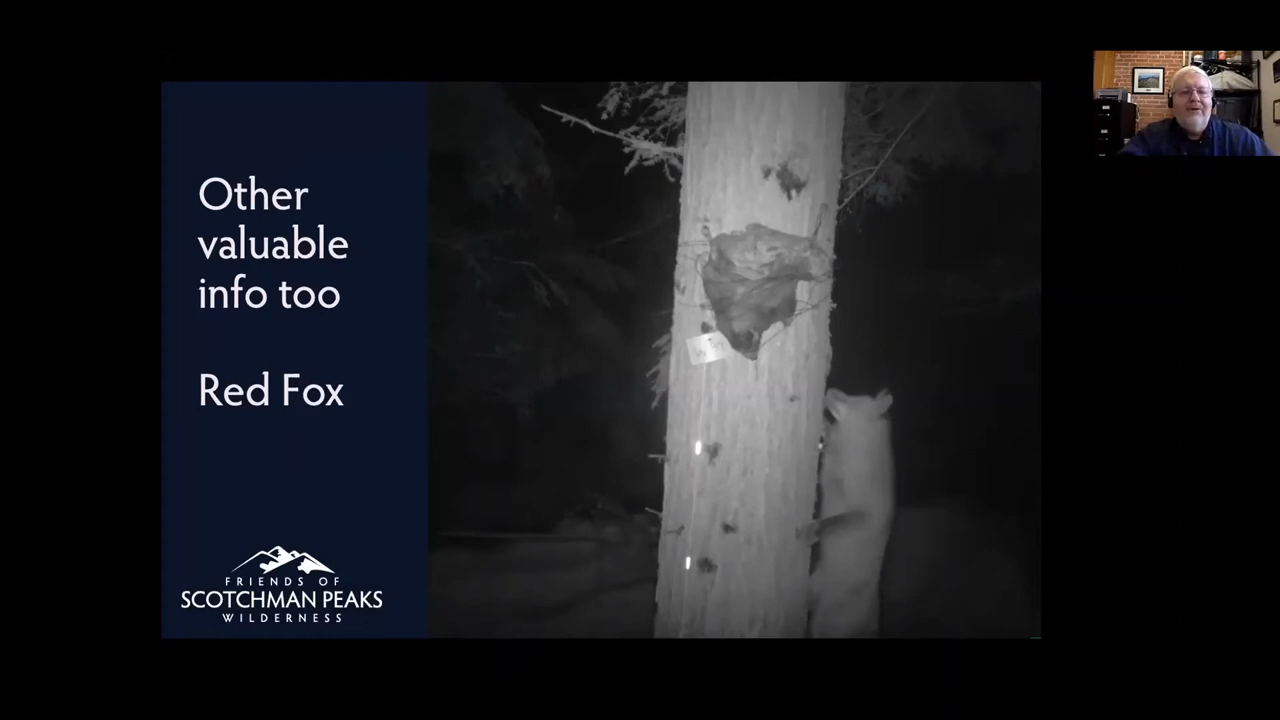 Other
valuable
info too
Red Fox
FRIENDS OF
SCOTCHMAN PEAKS
WILDERNESS